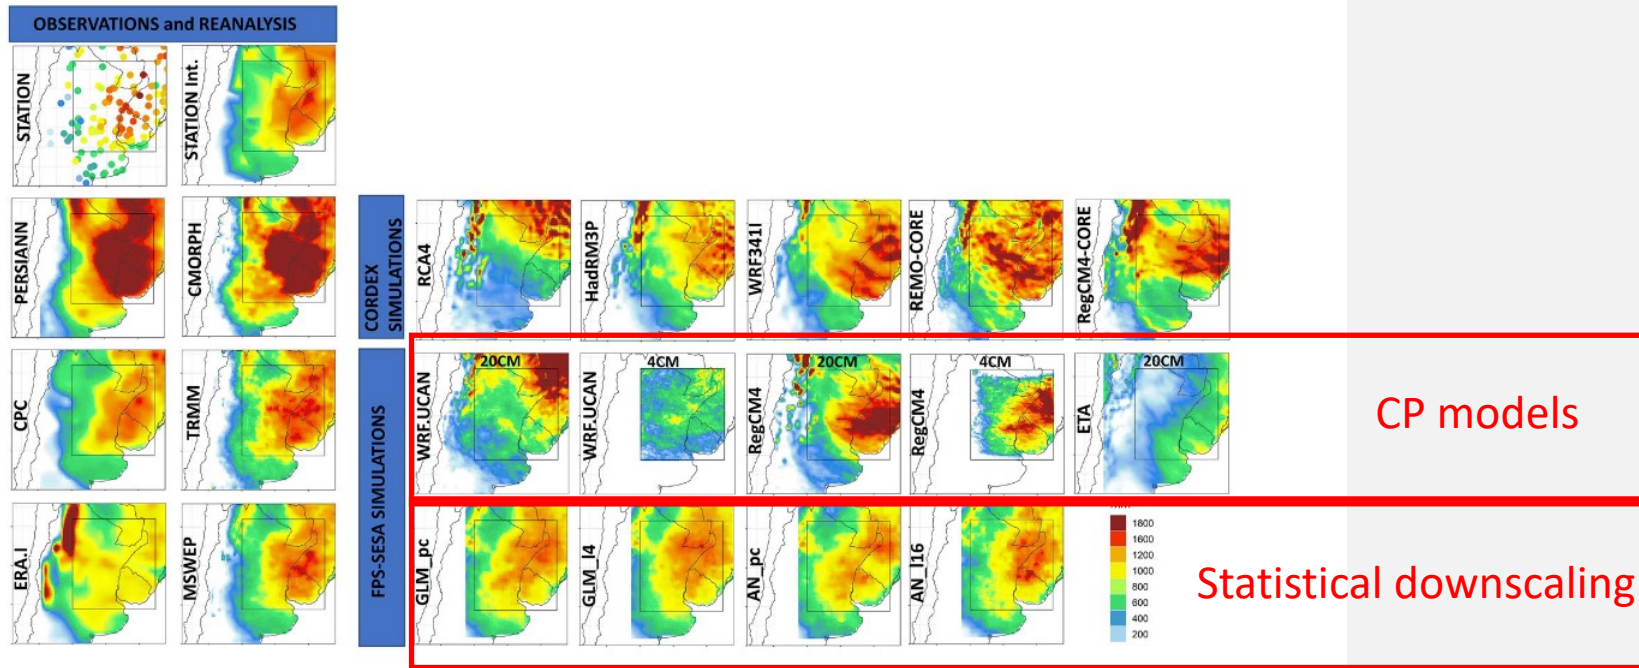 OBSERVATIONS and REANALYSIS
STATION
STATION Int.
PERSIANN
CMORPH
CORDEX
SIMULATIONS
RCA4
HadRM3P
WRF341I
REMO-CORE
RegCM4-CORE
CPC
TRMM
FPS-SESA SIMULATIONS
WRF.UCAN
20CM
WRF.UCAN
4CM
RegCM4
20CM
RegCM4
4CM
ETA
20CM
CP models
ERA.I
MSWEP
GLM_pc
GLM_l4
AN_pc
AN_l16
1800
1600
1200
1000
800
600
400
200
Statistical downscaling